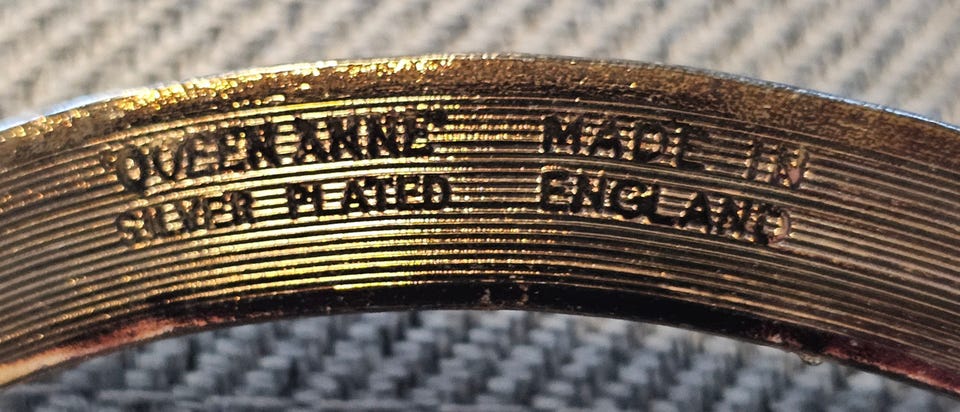 "QUEEN ANNE" MADE IN
SILVER PLATED ENGLAND